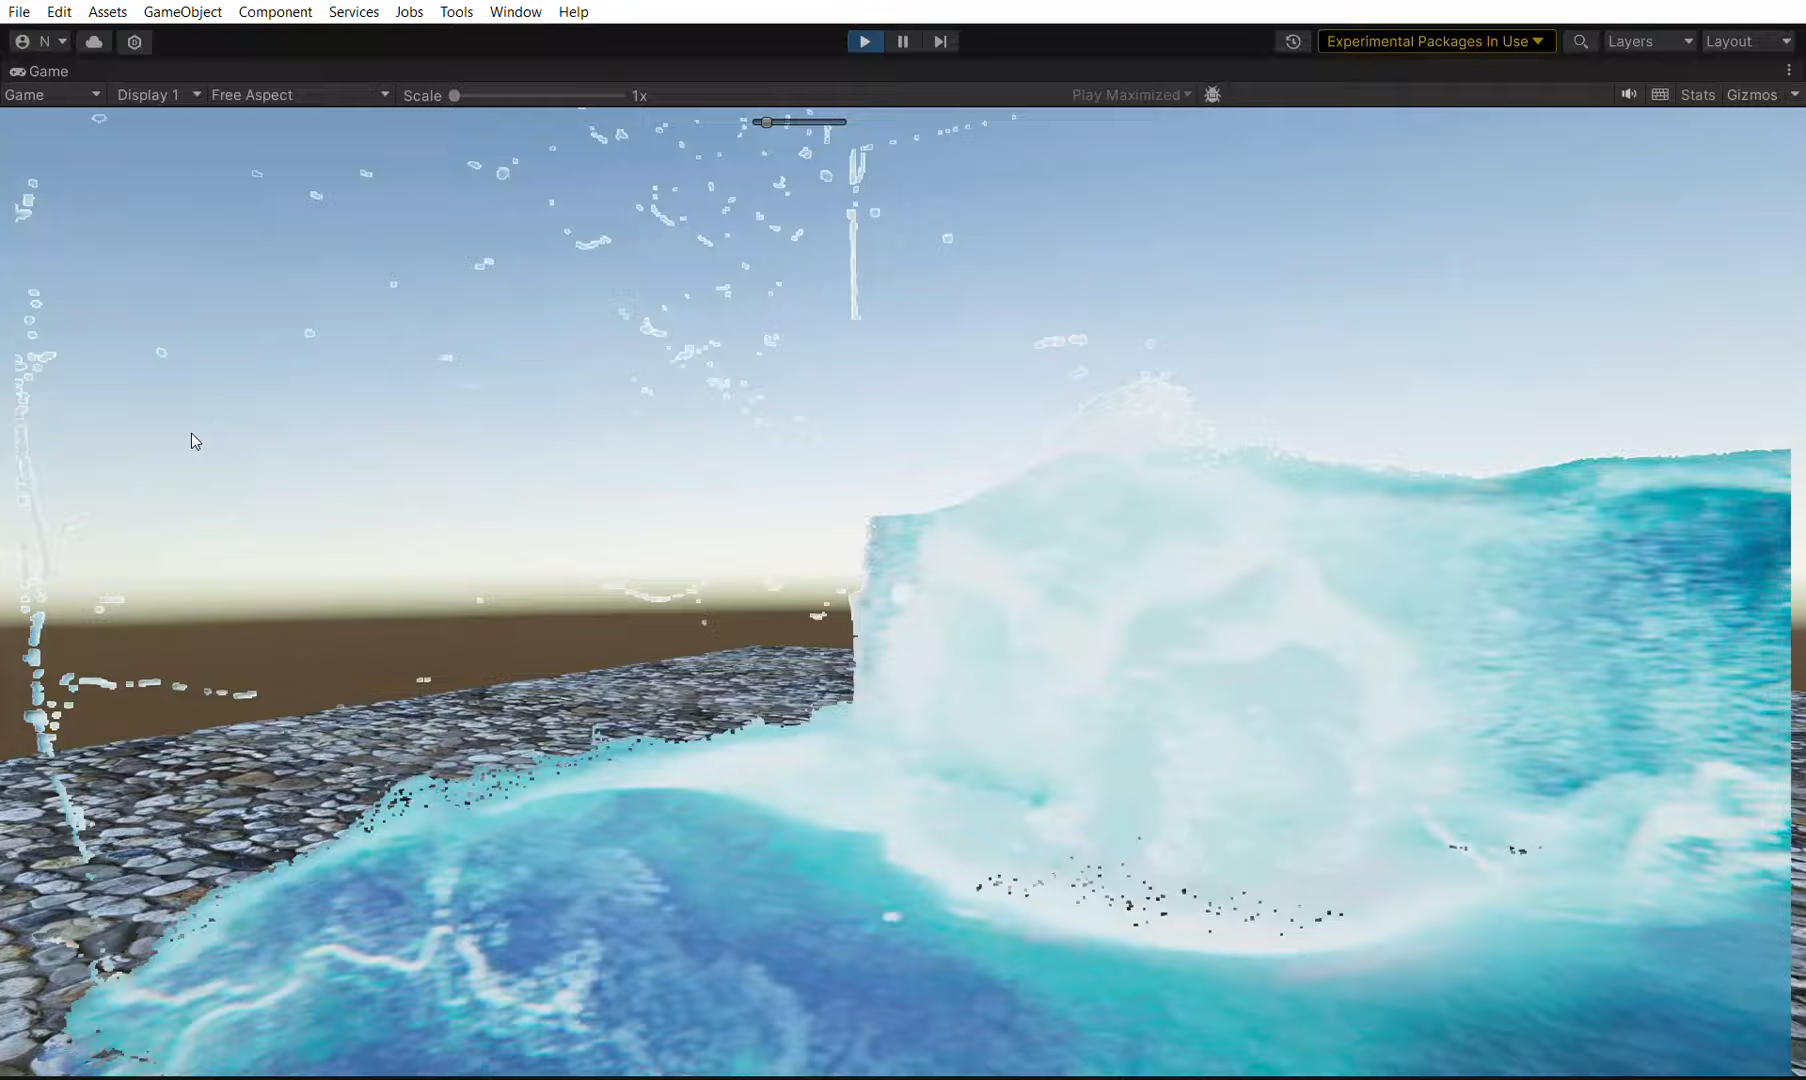 File Edit Assets GameObject Component Services Jobs Tools Window Help
N Experimental Packages In Use Layers Layout
Game
Game Display 1 Free Aspect Scale 1x Play Maximized Stats Gizmos